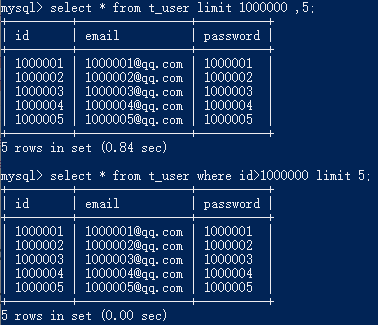 mysql> select * from t_user limit 1000000 ,5;
+---------+----------------+----------+
| id      | email          | password |
+---------+----------------+----------+
| 1000001 | 1000001@qq.com | 1000001  |
| 1000002 | 1000002@qq.com | 1000002  |
| 1000003 | 1000003@qq.com | 1000003  |
| 1000004 | 1000004@qq.com | 1000004  |
| 1000005 | 1000005@qq.com | 1000005  |
+---------+----------------+----------+
5 rows in set (0.84 sec)
mysql> select * from t_user where id>1000000 limit 5;
+---------+----------------+----------+
| id      | email          | password |
+---------+----------------+----------+
| 1000001 | 1000001@qq.com | 1000001  |
| 1000002 | 1000002@qq.com | 1000002  |
| 1000003 | 1000003@qq.com | 1000003  |
| 1000004 | 1000004@qq.com | 1000004  |
| 1000005 | 1000005@qq.com | 1000005  |
+---------+----------------+----------+
5 rows in set (0.00 sec)